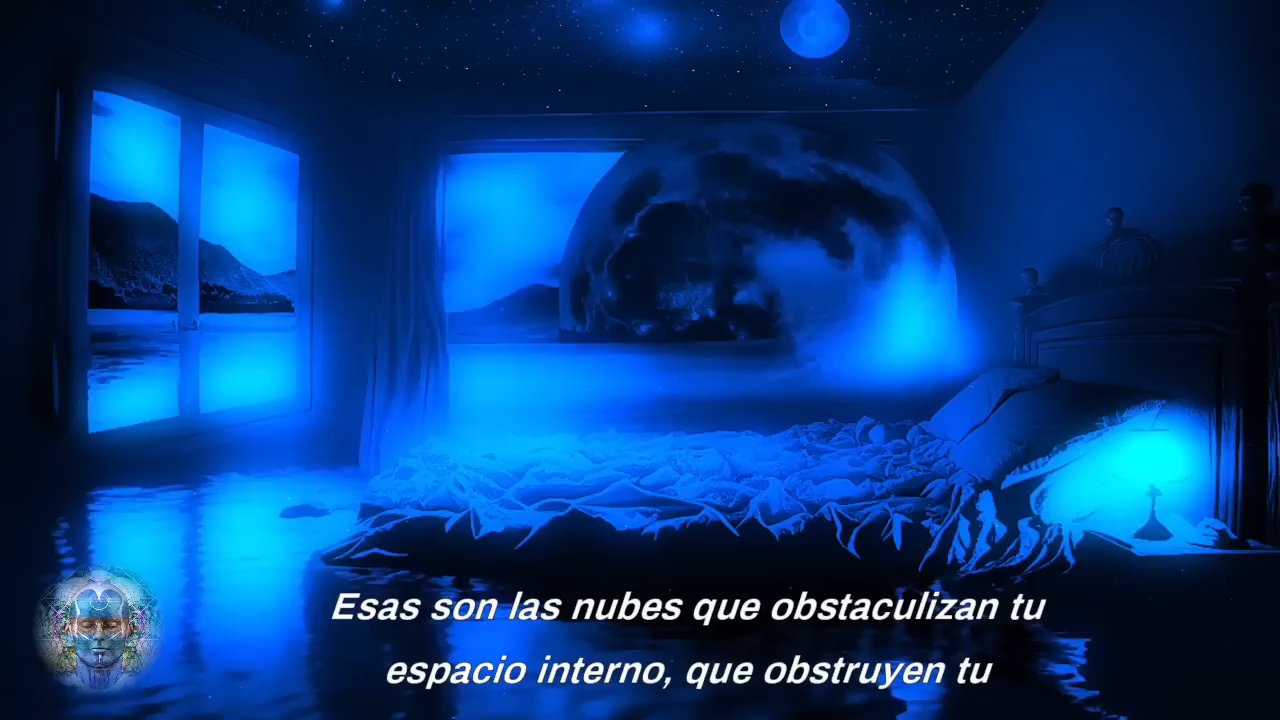 Esas son las nubes que obstaculizan tu
espacio interno, que obstruyen tu